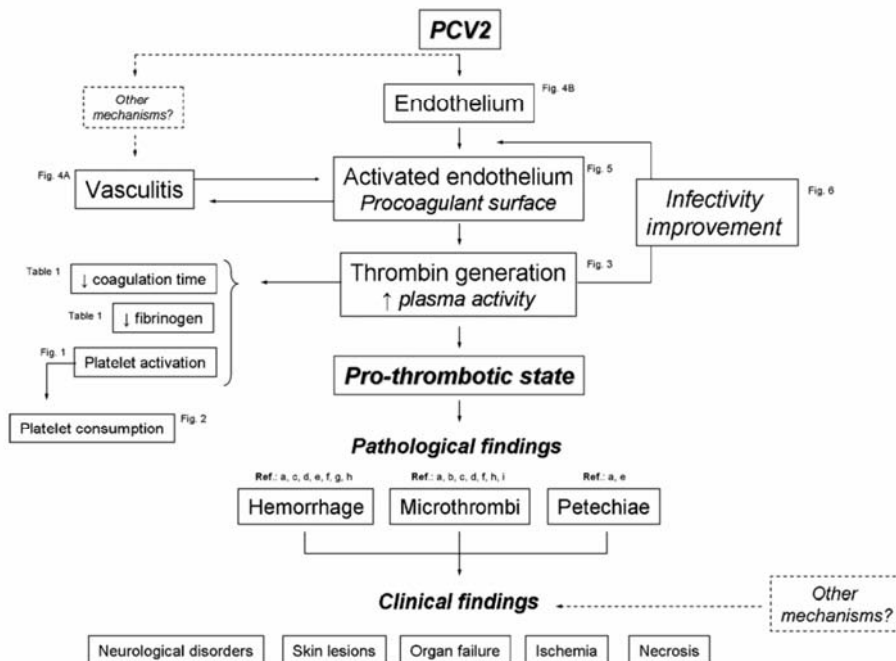 PCV2
Other
mechanisms?
Endothelium
Fig. 4B
Fig. 4A
Vasculitis
Activated endothelium
Procoagulant surface
Fig. 5
Infectivity
improvement
Fig. 6
Thrombin generation
↑ plasma activity
Fig. 3
Table 1
↓ coagulation time
Table 1
↓ fibrinogen
Fig. 1
Platelet activation
Platelet consumption
Fig. 2
Pro-thrombotic state
Pathological findings
Ref.: a, c, d, e, f, g, h
Hemorrhage
Ref.: a, b, c, d, f, h, i
Microthrombi
Ref.: a, e
Petechiae
Clinical findings
Other
mechanisms?
Neurological disorders
Skin lesions
Organ failure
Ischemia
Necrosis